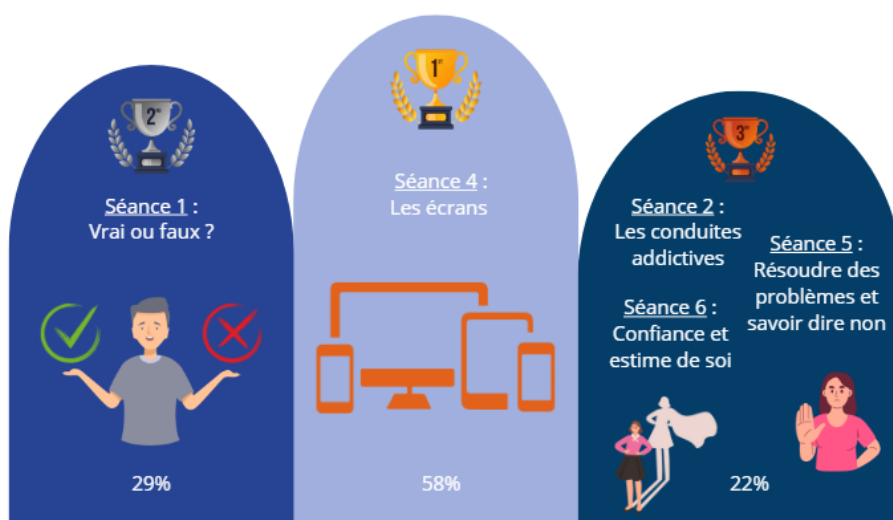 2ᵉ
Séance 1 :
Vrai ou faux ?
29%
1ᵉʳ
Séance 4 :
Les écrans
58%
3ᵉ
Séance 2 :
Les conduites
addictives
Séance 5 :
Résoudre des
problèmes et
savoir dire non
Séance 6 :
Confiance et
estime de soi
22%